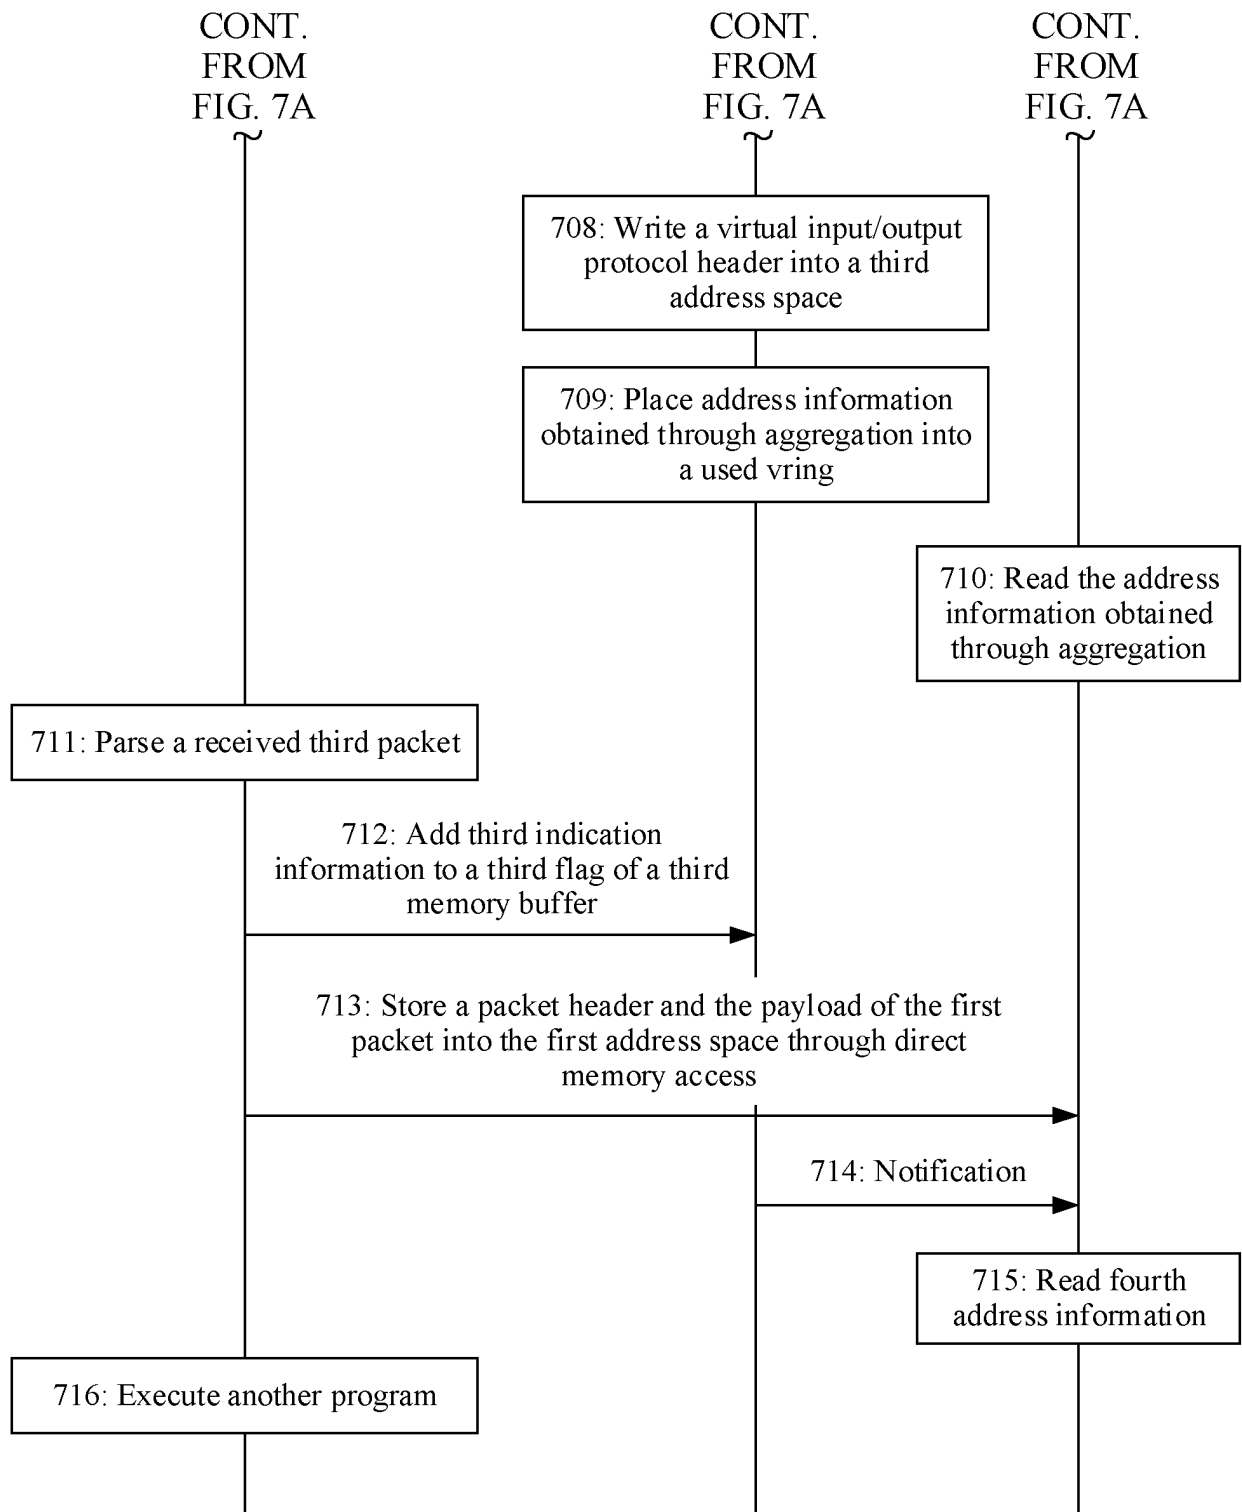 CONT.
FROM
FIG. 7A
CONT.
FROM
FIG. 7A
CONT.
FROM
FIG. 7A
708: Write a virtual input/output
protocol header into a third
address space
709: Place address information
obtained through aggregation into
a used vring
710: Read the address
information obtained
through aggregation
711: Parse a received third packet
712: Add third indication
information to a third flag of a third
memory buffer
713: Store a packet header and the payload of the first
packet into the first address space through direct
memory access
714: Notification
715: Read fourth
address information
716: Execute another program